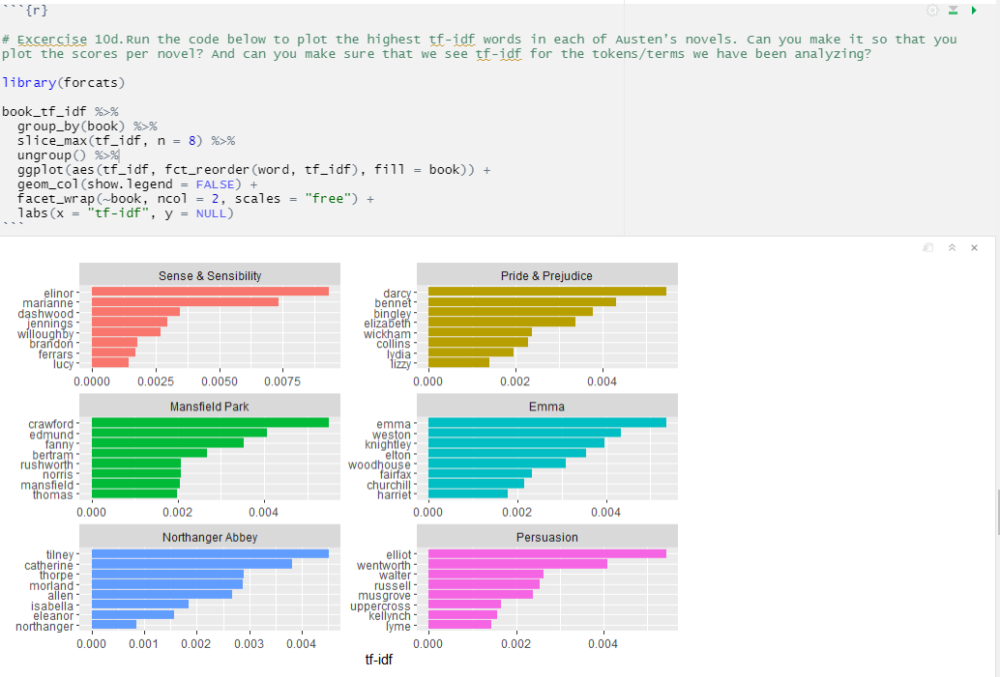 ```{r}
# Excercise 10d.Run the code below to plot the highest tf-idf words in each of Austen's novels. Can you make it so that you
plot the scores per novel? And can you make sure that we see tf-idf for the tokens/terms we have been analyzing?
library(forcats)
book_tf_idf %>%
group_by(book) %>%
slice_max(tf_idf, n = 8) %>%
ungroup() %>%
ggplot(aes(tf_idf, fct_reorder(word, tf_idf), fill = book)) +
geom_col(show.legend = FALSE) +
facet_wrap(~book, ncol = 2, scales = "free") +
labs(x = "tf-idf", y = NULL)
```
Sense & Sensibility
elinor
marianne
dashwood
jennings
willoughby
brandon
ferrars
lucy
0.0000 0.0025 0.0050 0.0075
Pride & Prejudice
darcy
bennet
bingley
elizabeth
wickham
collins
lydia
lizzy
0.000 0.002 0.004
Mansfield Park
crawford
edmund
fanny
bertram
rushworth
norris
mansfield
thomas
0.000 0.002 0.004
Emma
emma
weston
knightley
elton
woodhouse
fairfax
churchill
harriet
0.000 0.002 0.004
Northanger Abbey
tilney
catherine
thorpe
morland
allen
isabella
eleanor
northanger
0.000 0.001 0.002 0.003 0.004
Persuasion
elliot
wentworth
walter
russell
musgrove
uppercross
kellynch
lyme
0.000 0.002 0.004
tf-idf